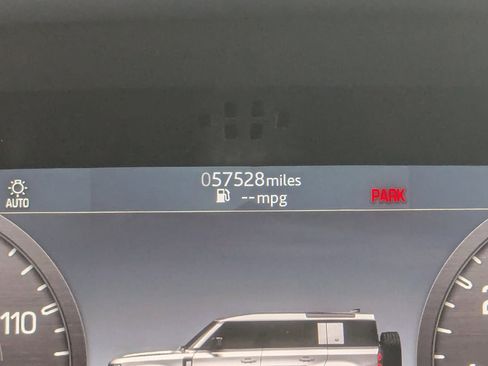 057528miles
--mpg
PARK
AUTO
110